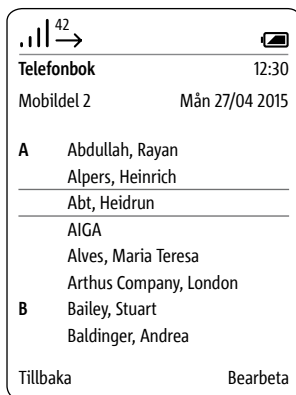 42
Telefonbok 12:30
Mobildel 2 Mån 27/04 2015
A Abdullah, Rayan
Alpers, Heinrich
Abt, Heidrun
AIGA
Alves, Maria Teresa
Arthus Company, London
B Bailey, Stuart
Baldinger, Andrea
Tillbaka Bearbeta